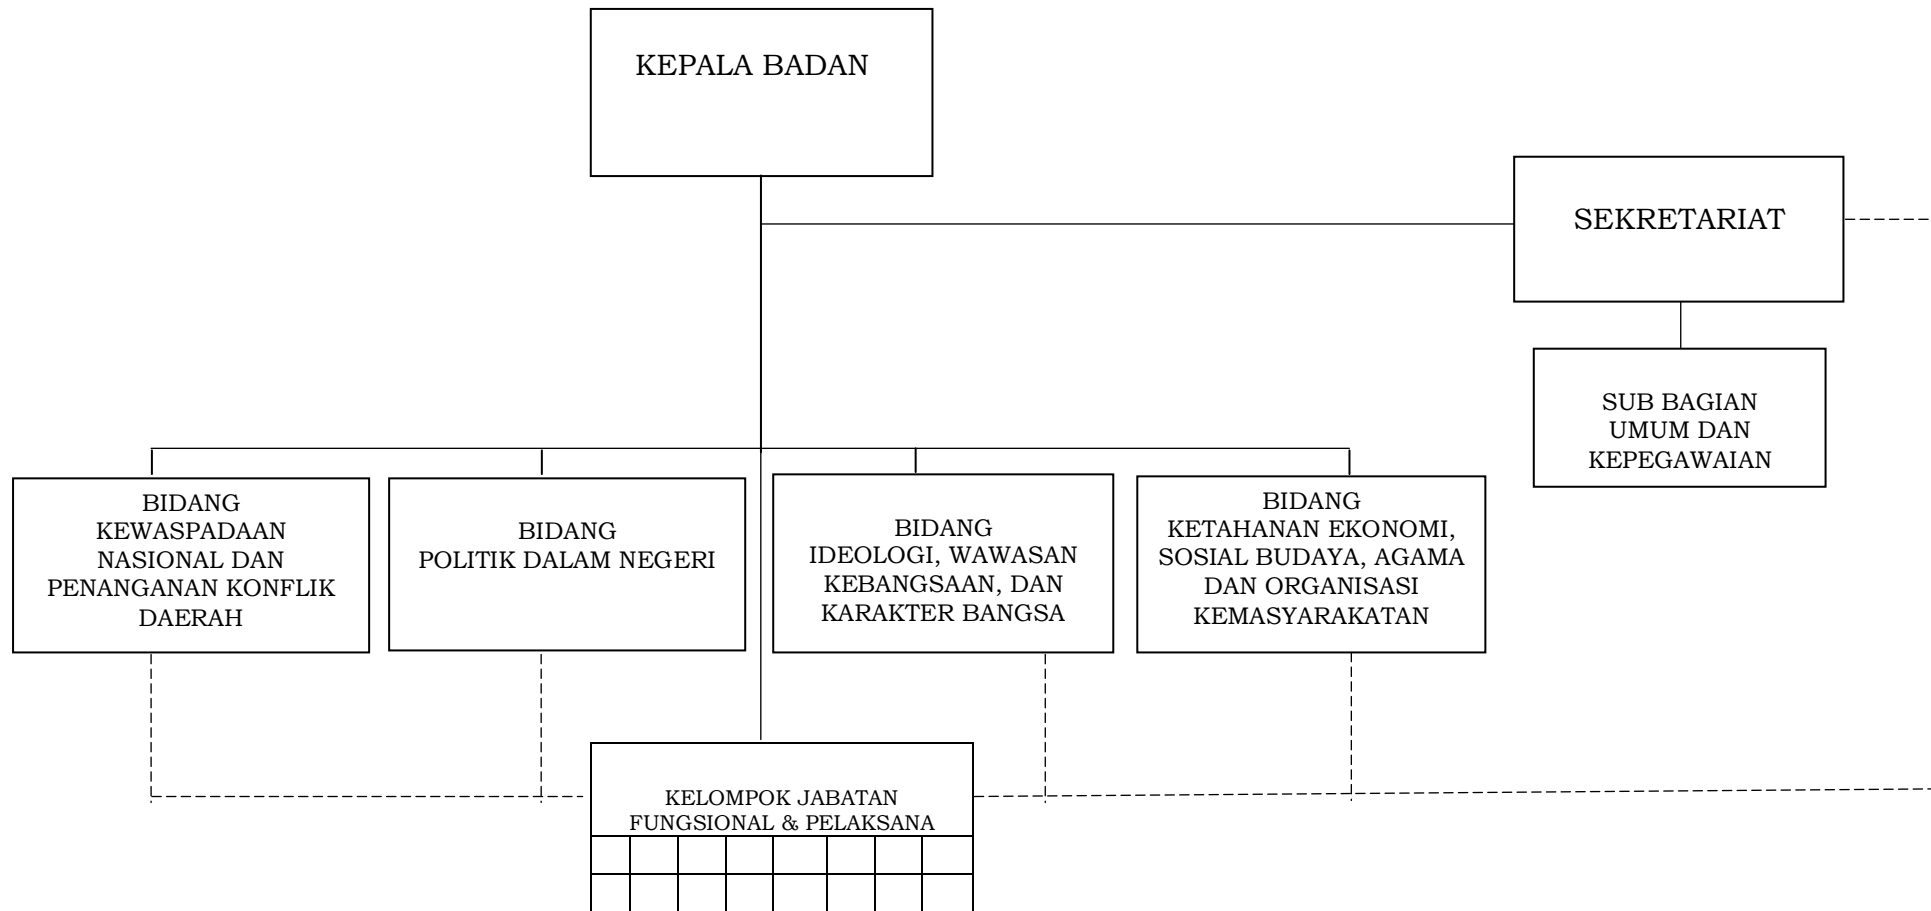 KEPALA BADAN
SEKRETARIAT
SUB BAGIAN
UMUM DAN
KEPEGAWAIAN
BIDANG
KEWASPADAAN
NASIONAL DAN
PENANGANAN KONFLIK
DAERAH
BIDANG
POLITIK DALAM NEGERI
BIDANG
IDEOLOGI, WAWASAN
KEBANGSAAN, DAN
KARAKTER BANGSA
BIDANG
KETAHANAN EKONOMI,
SOSIAL BUDAYA, AGAMA
DAN ORGANISASI
KEMASYARAKATAN
KELOMPOK JABATAN
FUNGSIONAL & PELAKSANA